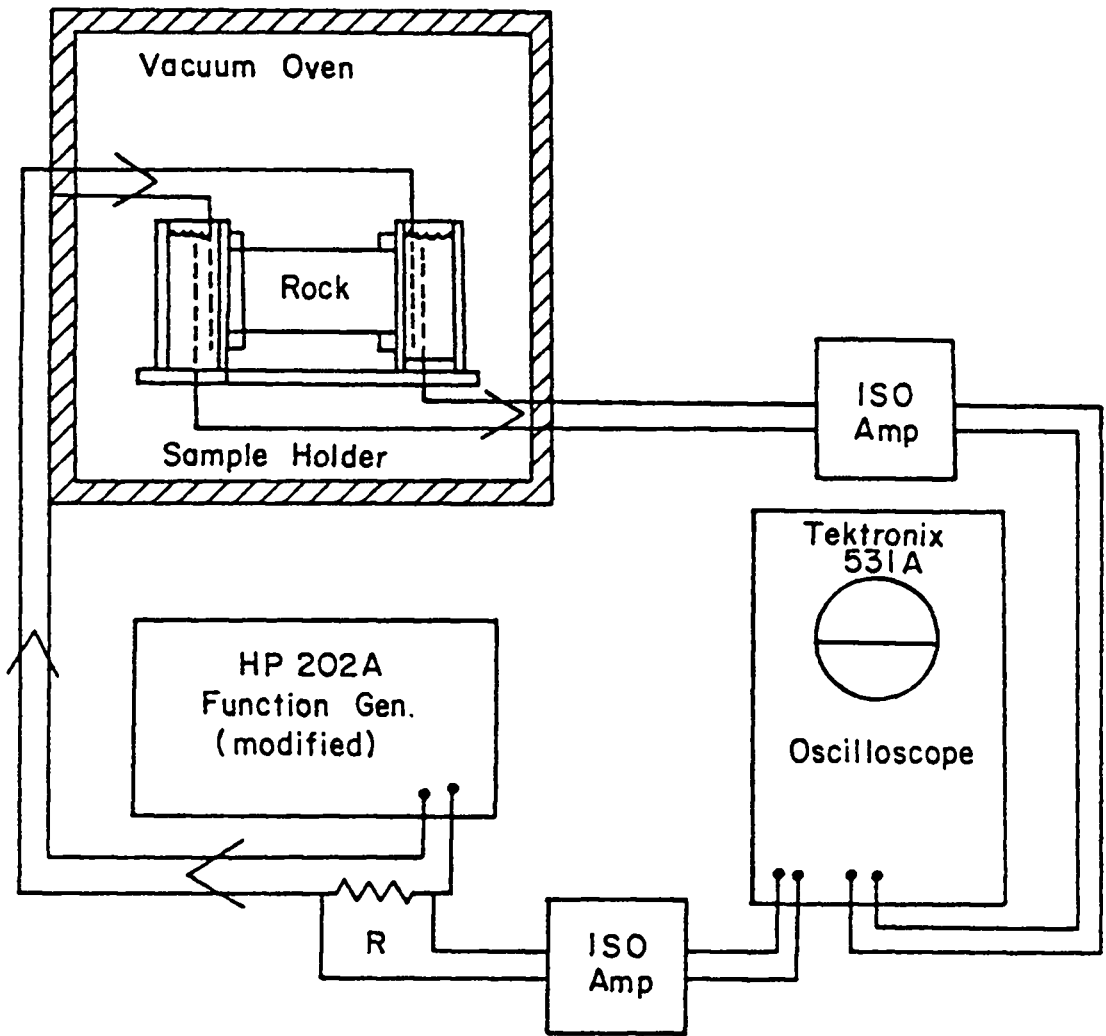 Vacuum Oven
Rock
Sample Holder
ISO
Amp
Tektronix
531A
Oscilloscope
HP 202A
Function Gen.
(modified)
R
ISO
Amp